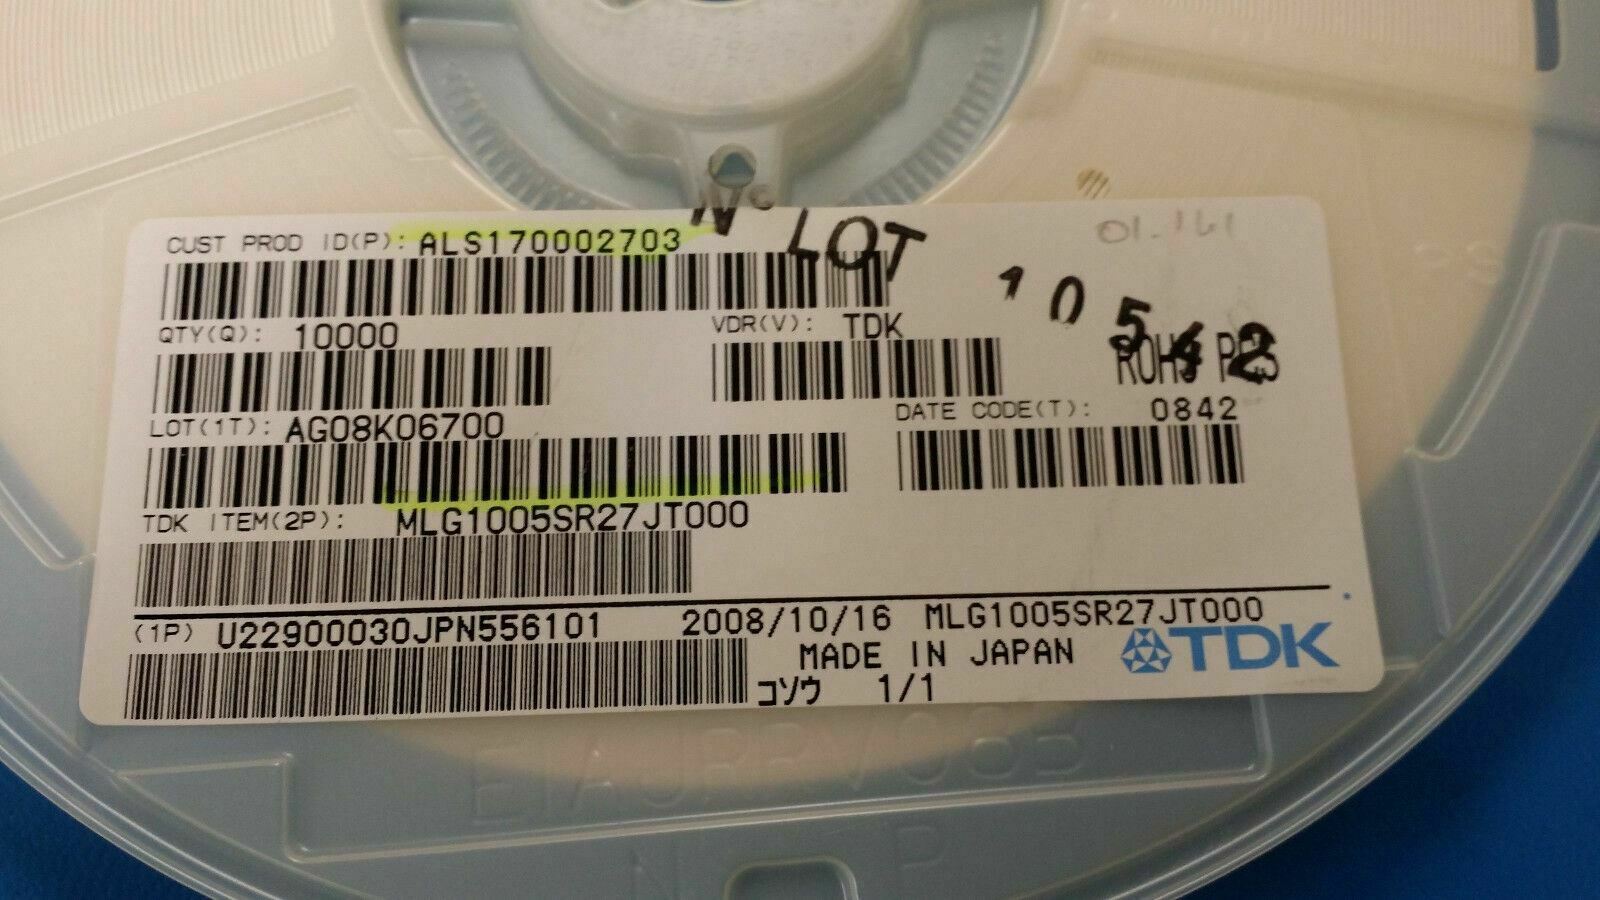 CUST PROD ID(P): ALS170002703
N° LOT 10542
01-141
QTY(Q): 10000
VDR(V): TDK
LOT(1T): AG08K06700
DATE CODE(T): 0842
TDK ITEM(2P): MLG1005SR27JT000
(1P) U22900030JPN556101 2008/10/16 MLG1005SR27JT000
MADE IN JAPAN
TDK
コソウ 1/1